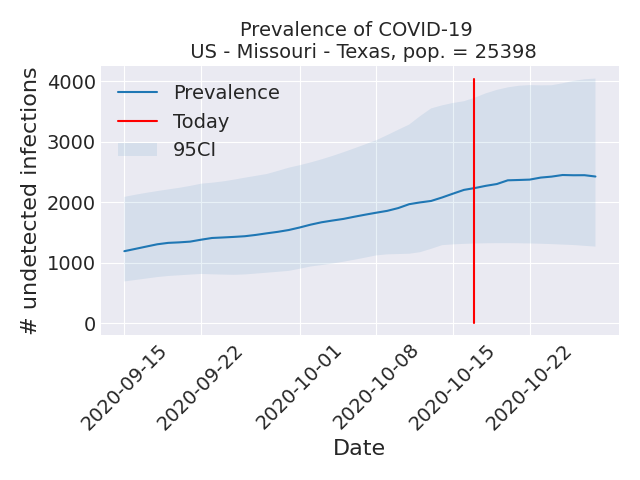 Prevalence of COVID-19
US - Missouri - Texas, pop. = 25398
# undetected infections
4000
3000
2000
1000
0
Prevalence
Today
95CI
2020-09-15
2020-09-22
2020-10-01
2020-10-08
2020-10-15
2020-10-22
Date